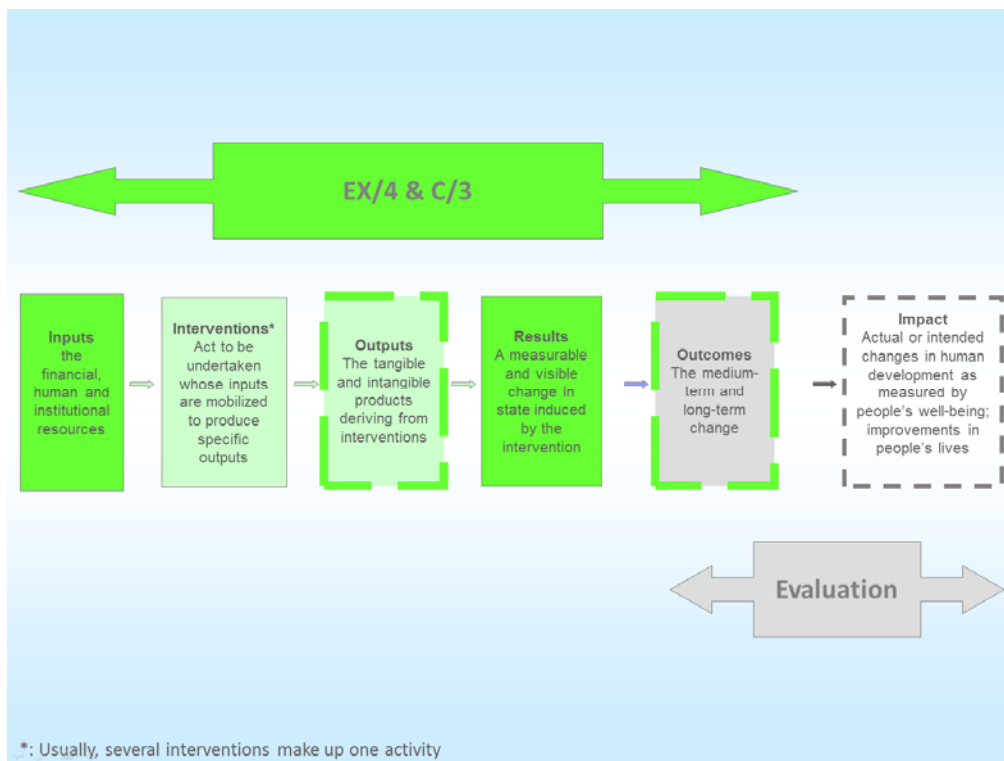 EX/4 & C/3
Inputs
the
financial,
human and
institutional
resources
Interventions*
Act to be
undertaken
whose inputs
are mobilized
to produce
specific
outputs
Outputs
The tangible
and intangible
products
deriving from
interventions
Results
A measurable
and visible
change in
state induced
by the
intervention
Outcomes
The medium-
term and
long-term
change
Impact
Actual or intended
changes in human
development as
measured by
people's well-being;
improvements in
people's lives
Evaluation
*: Usually, several interventions make up one activity